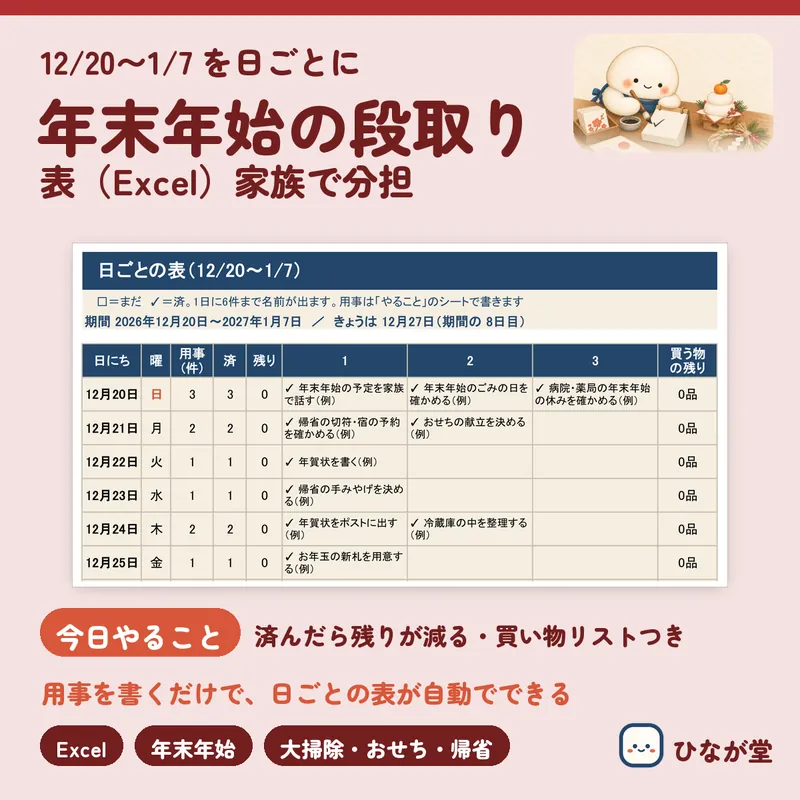 12/20〜1/7 を日ごとに
年末年始の段取り
表（Excel）家族で分担
日ごとの表(12/20〜1/7)
☐＝まだ ✓＝済。1日に6件まで名前が出ます。用事は「やること」のシートで書きます
期間 2026年12月20日〜2027年1月7日 ／ きょうは 12月27日(期間の 8日目)
日にち 曜 用事(件) 済 残り 1 2 3 買う物の残り
12月20日 日 3 3 0 ✓ 年末年始の予定を家族で話す(例) ✓ 年末年始のごみの日を確かめる(例) ✓ 病院・薬局の年末年始の休みを確かめる(例) 0品
12月21日 月 2 2 0 ✓ 帰省の切符・宿の予約を確かめる(例) ✓ おせちの献立を決める(例) 0品
12月22日 火 1 1 0 ✓ 年賀状を書く(例) 0品
12月23日 水 1 1 0 ✓ 帰省の手みやげを決める(例) 0品
12月24日 木 2 2 0 ✓ 年賀状をポストに出す(例) ✓ 冷蔵庫の中を整理する(例) 0品
12月25日 金 1 1 0 ✓ お年玉の新札を用意する(例) 0品
今日やること 済んだら残りが減る・買い物リストつき
用事を書くだけで、日ごとの表が自動でできる
Excel 年末年始 大掃除・おせち・帰省
ひなが堂